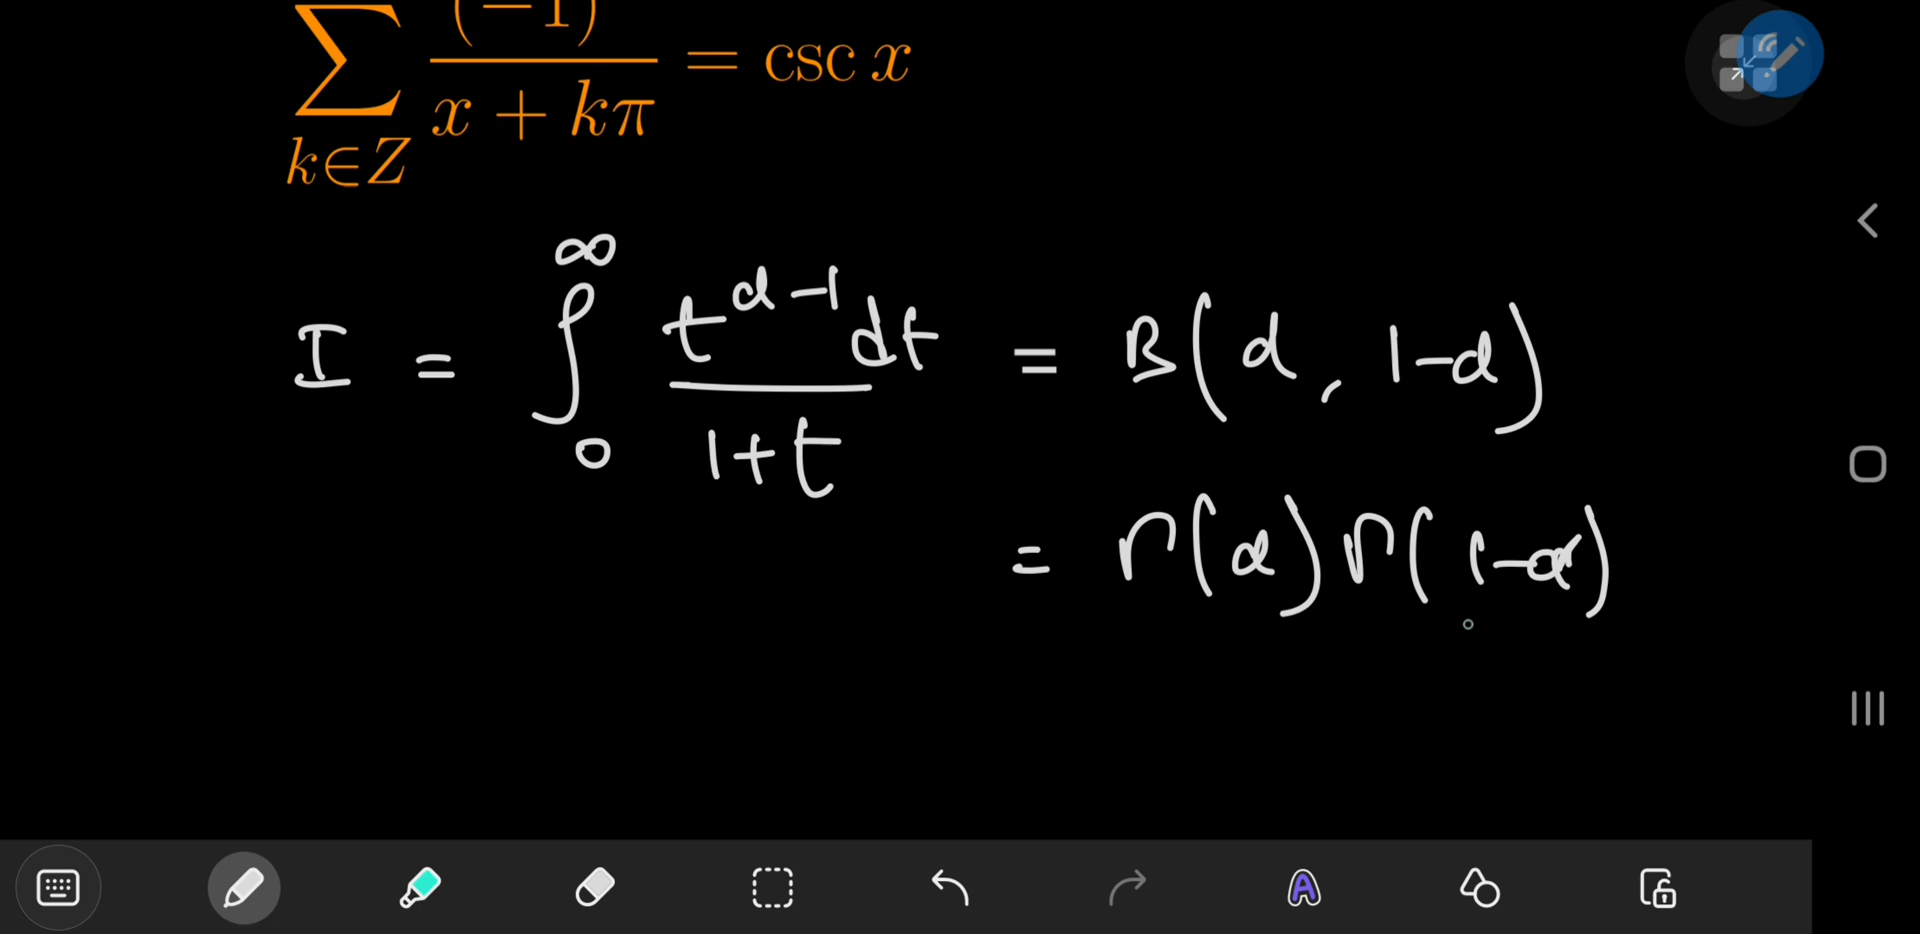 ∑_{k∈Z} (−1) / (x + kπ) = csc x
I = ∫_0^∞ t^{α−1} dt / (1+t) = B(α, 1−α)
= Γ(α) Γ(1−α)
A